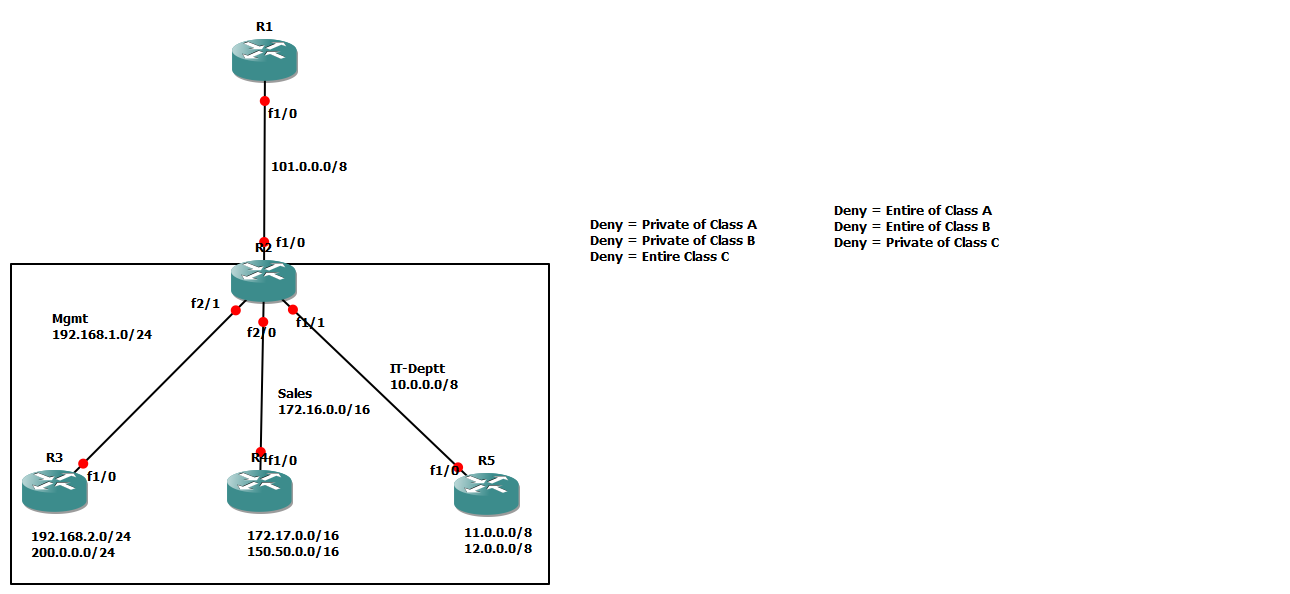 R1
f1/0
101.0.0.0/8
f1/0
R2
Deny = Private of Class A
Deny = Private of Class B
Deny = Entire Class C
Deny = Entire of Class A
Deny = Entire of Class B
Deny = Private of Class C
f2/1
f2/0
f1/1
Mgmt
192.168.1.0/24
Sales
172.16.0.0/16
IT-Deptt
10.0.0.0/8
R3
f1/0
R4
f1/0
R5
f1/0
192.168.2.0/24
200.0.0.0/24
172.17.0.0/16
150.50.0.0/16
11.0.0.0/8
12.0.0.0/8